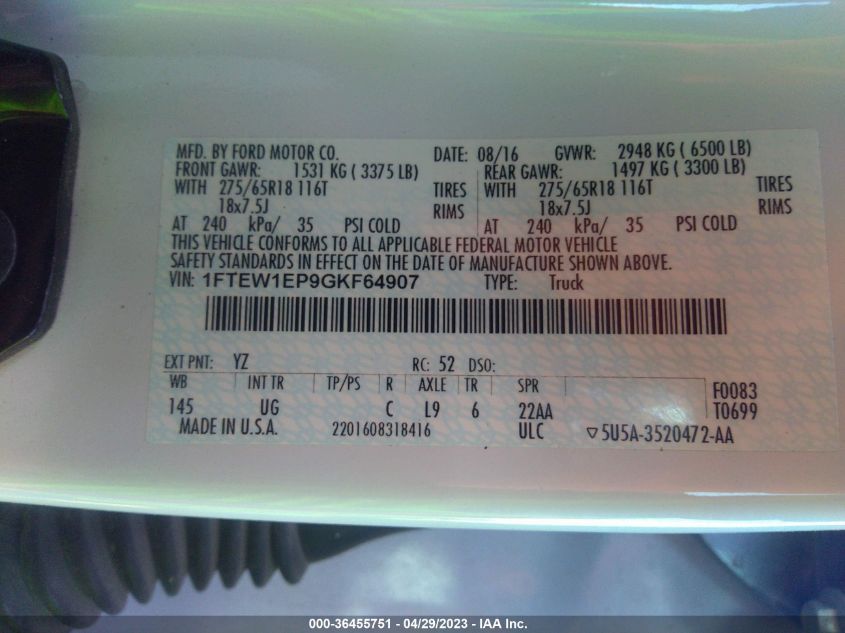 MFD. BY FORD MOTOR CO. DATE: 08/16 GVWR: 2948 KG ( 6500 LB)
FRONT GAWR: 1531 KG ( 3375 LB) REAR GAWR: 1497 KG ( 3300 LB)
WITH 275/65R18 116T TIRES WITH 275/65R18 116T TIRES
18x7.5J RIMS 18x7.5J RIMS
AT 240 kPa/ 35 PSI COLD AT 240 kPa/ 35 PSI COLD
THIS VEHICLE CONFORMS TO ALL APPLICABLE FEDERAL MOTOR VEHICLE
SAFETY STANDARDS IN EFFECT ON THE DATE OF MANUFACTURE SHOWN ABOVE.
VIN: 1FTEW1EP9GKF64907 TYPE: Truck
EXT PNT: YZ RC: 52 DSO:
WB INT TR TP/PS R AXLE TR SPR F0083
145 UG C L9 6 22AA T0699
MADE IN U.S.A. 2201608318416 ULC ▽5U5A-3520472-AA
000-36455751 - 04/29/2023 - IAA Inc.